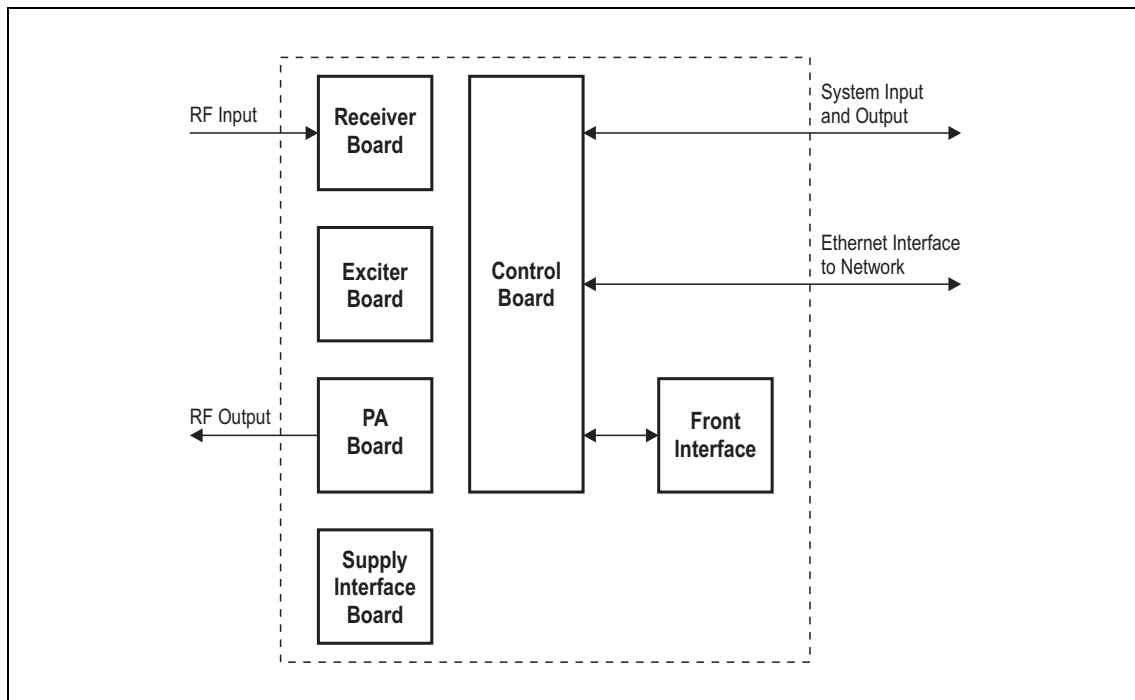 RF Input
Receiver
Board
System Input
and Output
Exciter
Board
Control
Board
Ethernet Interface
to Network
RF Output
PA
Board
Front
Interface
Supply
Interface
Board